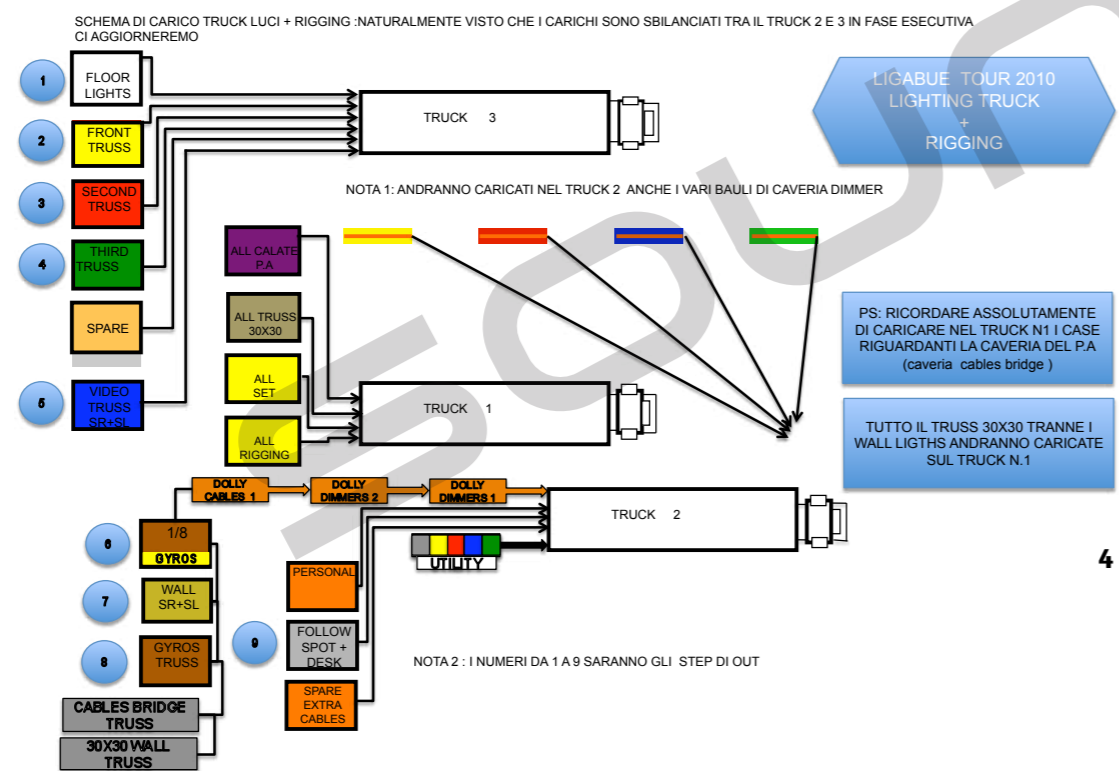 SCHEMA DI CARICO TRUCK LUCI + RIGGING :NATURALMENTE VISTO CHE I CARICHI SONO SBILANCIATI TRA IL TRUCK 2 E 3 IN FASE ESECUTIVA
CI AGGIORNEREMO
1
FLOOR
LIGHTS
2
FRONT
TRUSS
3
SECOND
TRUSS
4
THIRD
TRUSS
SPARE
5
VIDEO
TRUSS
SR+SL
TRUCK 3
LIGABUE TOUR 2010
LIGHTING TRUCK
+
RIGGING
NOTA 1: ANDRANNO CARICATI NEL TRUCK 2 ANCHE I VARI BAULI DI CAVERIA DIMMER
ALL CALATE
P.A
ALL TRUSS
30X30
ALL
SET
ALL
RIGGING
TRUCK 1
PS: RICORDARE ASSOLUTAMENTE
DI CARICARE NEL TRUCK N1 I CASE
RIGUARDANTI LA CAVERIA DEL P.A
(caveria cables bridge )
TUTTO IL TRUSS 30X30 TRANNE I
WALL LIGTHS ANDRANNO CARICATE
SUL TRUCK N.1
DOLLY
CABLES 1
DOLLY
DIMMERS 2
DOLLY
DIMMERS 1
TRUCK 2
6
1/8
GYROS
7
WALL
SR+SL
8
GYROS
TRUSS
CABLES BRIDGE
TRUSS
30X30 WALL
TRUSS
UTILITY
PERSONAL
9
FOLLOW
SPOT +
DESK
SPARE
EXTRA
CABLES
NOTA 2 : I NUMERI DA 1 A 9 SARANNO GLI STEP DI OUT
4
SOUN